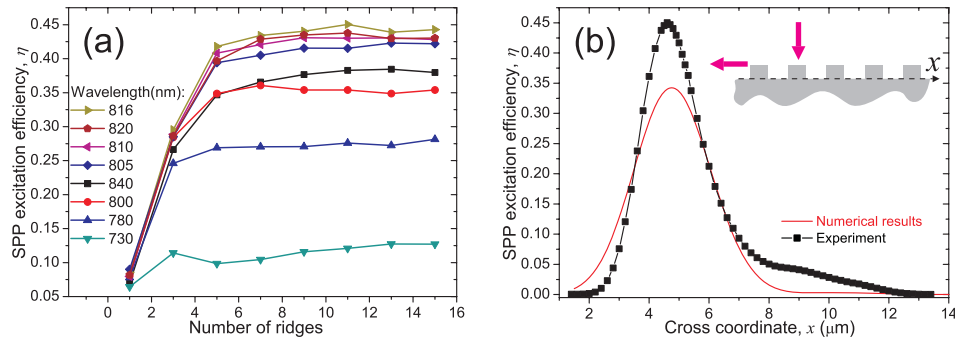 (a)
SPP excitation efficiency, η
0.45
0.40
0.35
0.30
0.25
0.20
0.15
0.10
0.05
Wavelength(nm):
816
820
810
805
840
800
780
730
0 2 4 6 8 10 12 14 16
Number of ridges
(b)
SPP excitation efficiency, η
0.45
0.40
0.35
0.30
0.25
0.20
0.15
0.10
0.05
0.00
x
Numerical results
Experiment
2 4 6 8 10 12 14
Cross coordinate, x (μm)